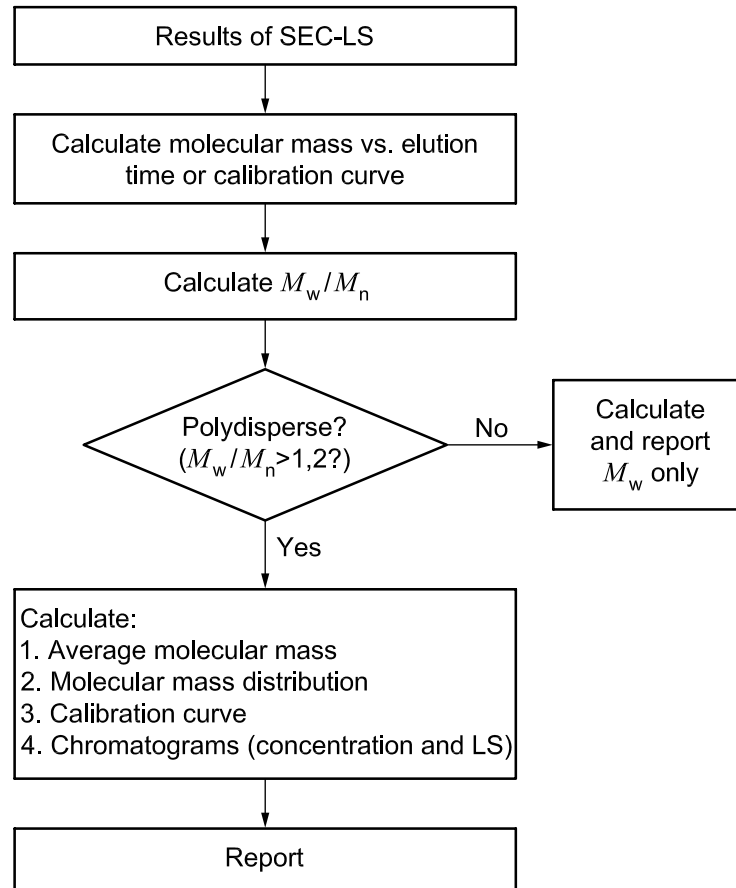 Results of SEC-LS
Calculate molecular mass vs. elution
time or calibration curve
Calculate Mw/Mn
Polydisperse?
(Mw/Mn>1,2?)
No
Calculate
and report
Mw only
Yes
Calculate:
1. Average molecular mass
2. Molecular mass distribution
3. Calibration curve
4. Chromatograms (concentration and LS)
Report